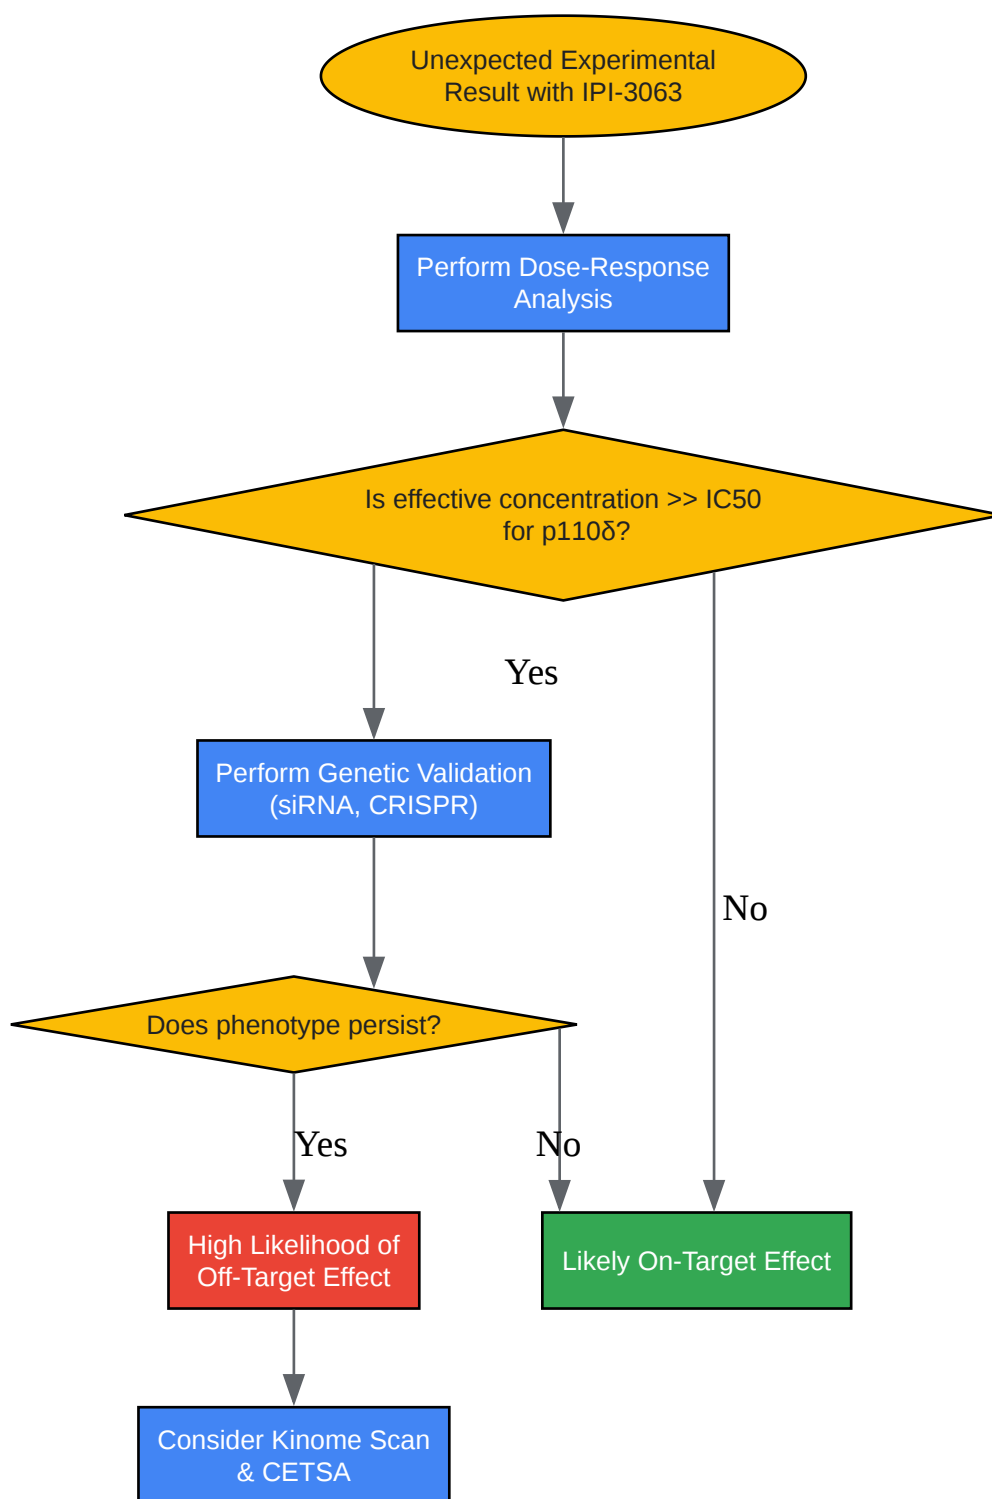 Unexpected Experimental
Result with IPI-3063
Perform Dose-Response
Analysis
Is effective concentration >> IC50
for p110δ?
Yes
Perform Genetic Validation
(siRNA, CRISPR)
No
Does phenotype persist?
Yes
No
High Likelihood of
Off-Target Effect
Likely On-Target Effect
Consider Kinome Scan
& CETSA